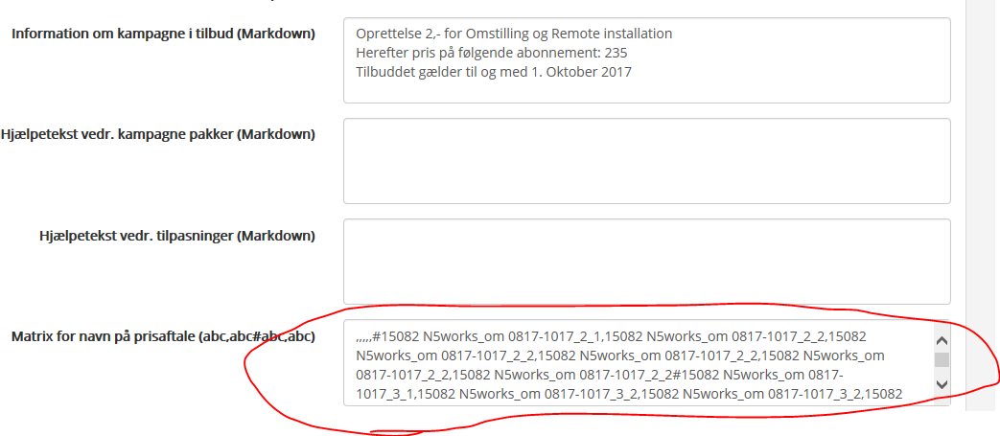 Information om kampagne i tilbud (Markdown)
Oprettelse 2,- for Omstilling og Remote installation
Herefter pris på følgende abonnement: 235
Tilbuddet gælder til og med 1. Oktober 2017
Hjælpetekst vedr. kampagne pakker (Markdown)
Hjælpetekst vedr. tilpasninger (Markdown)
Matrix for navn på prisaftale (abc,abc#abc,abc)
,,,,,#15082 N5works_om 0817-1017_2_1,15082 N5works_om 0817-1017_2_2,15082
N5works_om 0817-1017_2_2,15082 N5works_om 0817-1017_2_2,15082 N5works_om
0817-1017_2_2,15082 N5works_om 0817-1017_2_2#15082 N5works_om 0817-
1017_3_1,15082 N5works_om 0817-1017_3_2,15082 N5works_om 0817-1017_3_2,15082